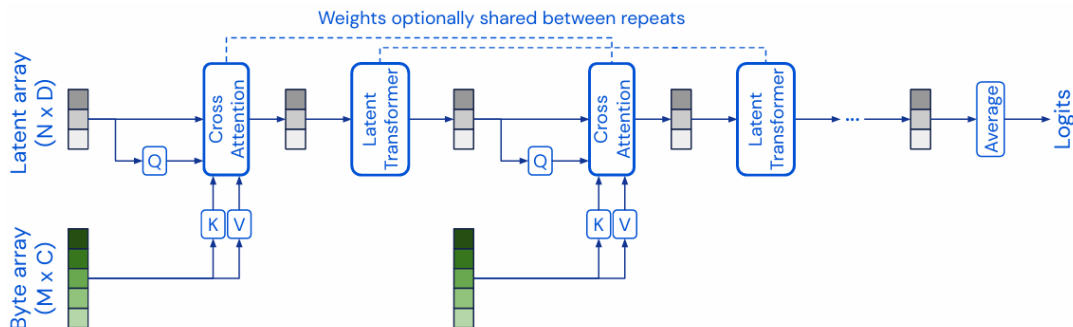 Weights optionally shared between repeats
Latent array
(N x D)
Q
Cross
Attention
K
V
Latent
Transformer
Q
Cross
Attention
K
V
Latent
Transformer
...
Average
Logits
Byte array
(M x C)